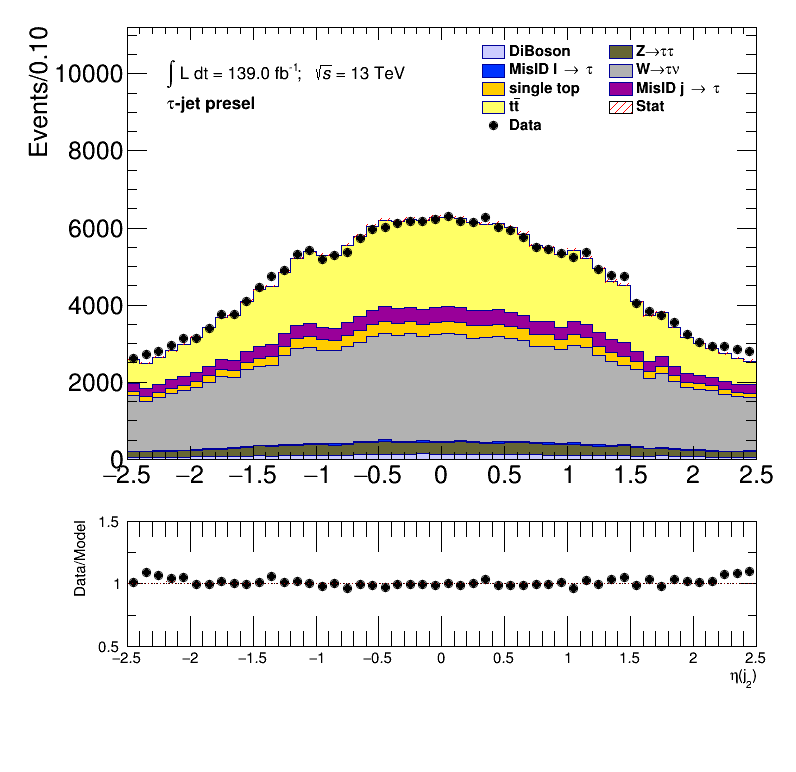 Events/0.10
10000
8000
6000
4000
2000
0
∫ L dt = 139.0 fb⁻¹; √s = 13 TeV
τ-jet presel
DiBoson
MisID l → τ
single top
tt̄
Data
Z→ττ
W→τν
MisID j → τ
Stat
−2.5 −2 −1.5 −1 −0.5 0 0.5 1 1.5 2 2.5
Data/Model
1.5
1
0.5
−2.5 −2 −1.5 −1 −0.5 0 0.5 1 1.5 2 2.5
η(j₂)